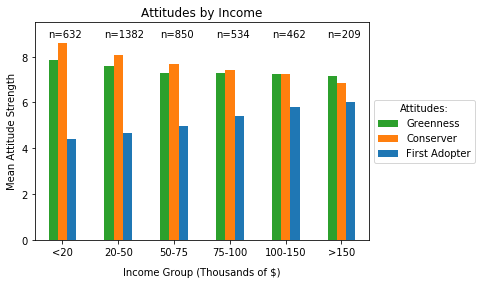 Attitudes by Income
n=632 n=1382 n=850 n=534 n=462 n=209
8
6
4
2
0
Mean Attitude Strength
<20 20-50 50-75 75-100 100-150 >150
Income Group (Thousands of $)
Attitudes:
Greenness
Conserver
First Adopter